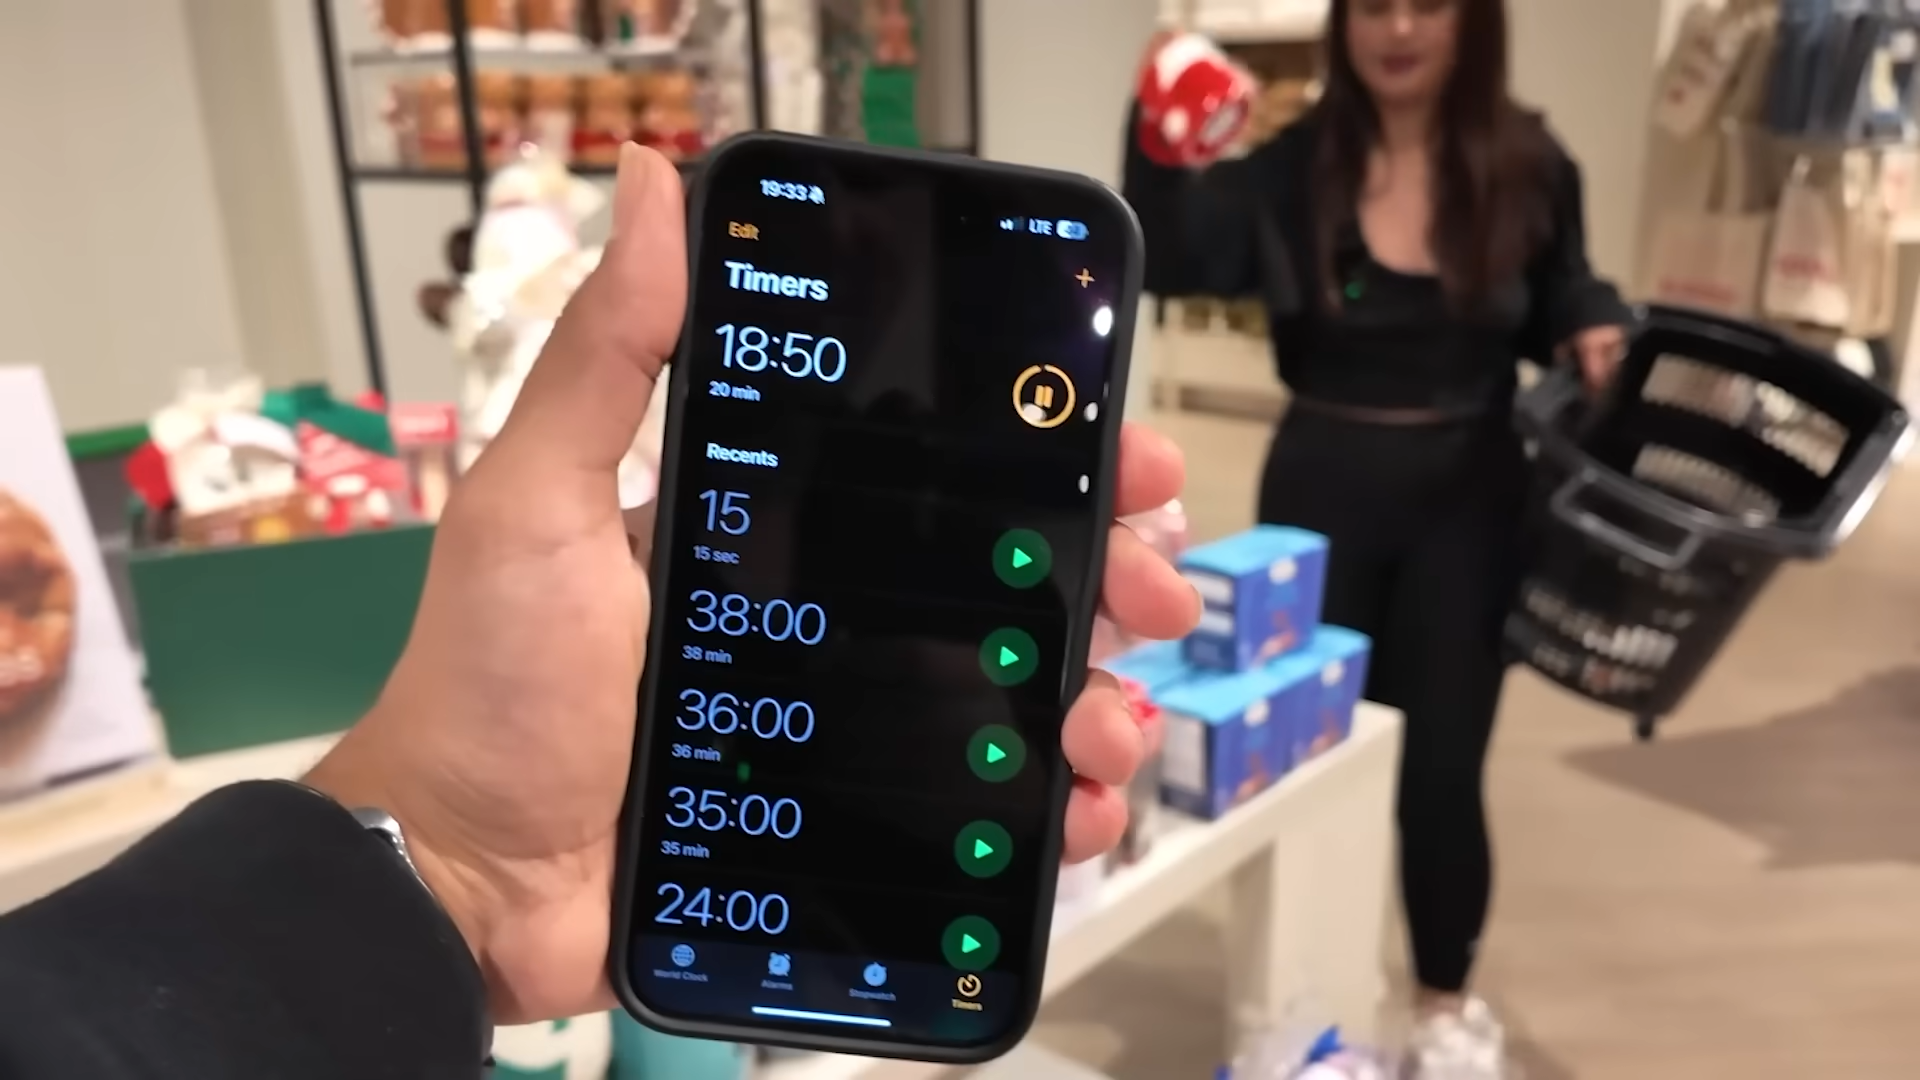 19:33
LTE
Edit
+
Timers
18:50
20 min
Recents
15
15 sec
38:00
38 min
36:00
36 min
35:00
35 min
24:00
World Clock
Alarms
Stopwatch
Timers